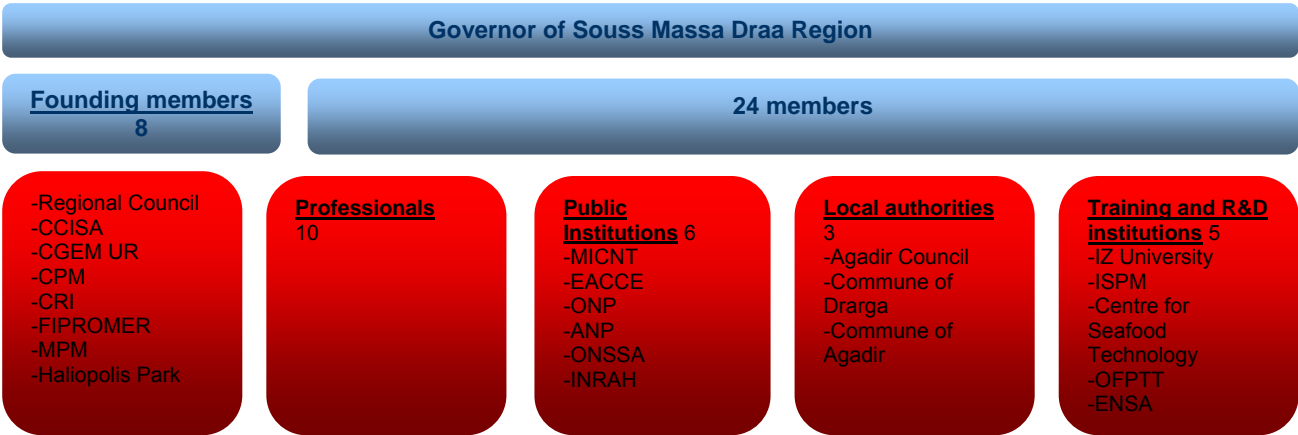 Governor of Souss Massa Draa Region
Founding members
8
24 members
-Regional Council
-CCISA
-CGEM UR
-CPM
-CRI
-FIPROMER
-MPM
-Haliopolis Park
Professionals
10
Public
Institutions 6
-MICNT
-EACCE
-ONP
-ANP
-ONSSA
-INRAH
Local authorities
3
-Agadir Council
-Commune of
Drarga
-Commune of
Agadir
Training and R&D
institutions 5
-IZ University
-ISPM
-Centre for
Seafood
Technology
-OFPTT
-ENSA